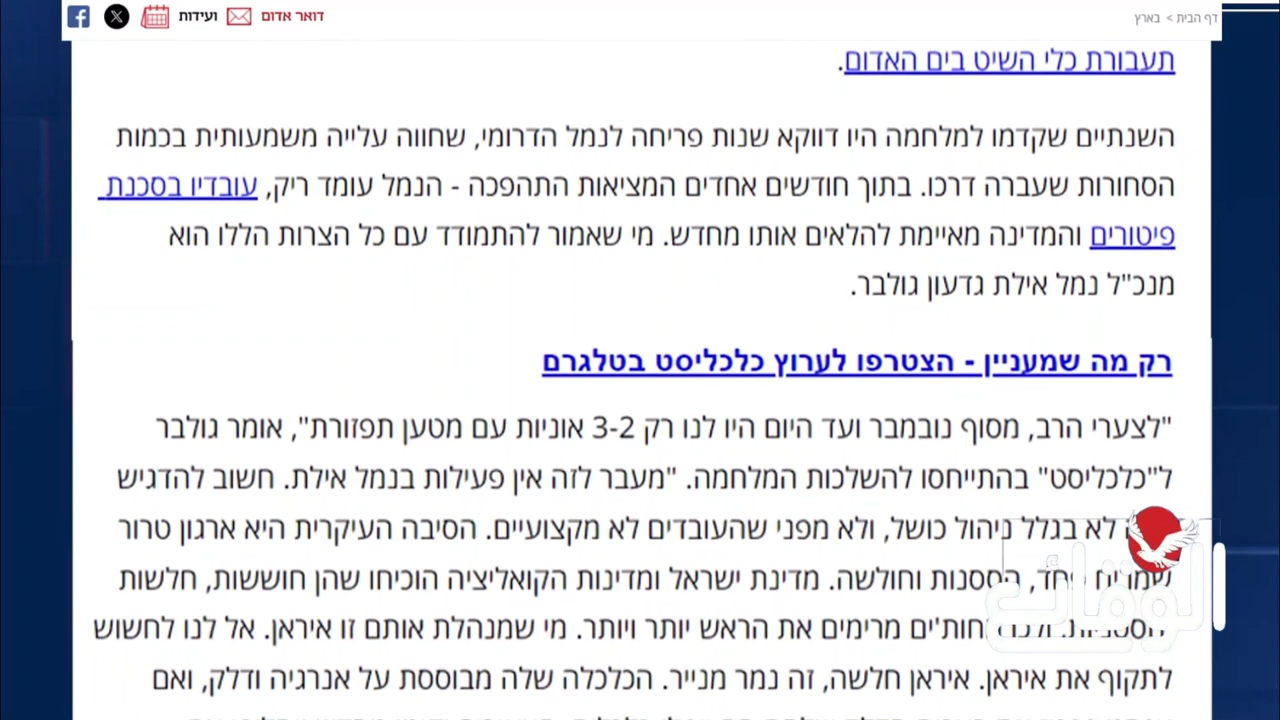 דף הבית > בארץ
דואר אדום
ועידות
תעבורת כלי השיט בים האדום.
השנתיים שקדמו למלחמה היו דווקא שנות פריחה לנמל הדרומי, שחווה עלייה משמעותית בכמות
הסחורות שעברה דרכו. בתוך חודשים אחדים המציאות התהפכה - הנמל עומד ריק, עובדיו בסכנת
פיטורים והמדינה מאיימת להלאים אותו מחדש. מי שאמור להתמודד עם כל הצרות הללו הוא
מנכ"ל נמל אילת גדעון גולבר.
רק מה שמעניין - הצטרפו לערוץ כלכליסט בטלגרם
"לצערי הרב, מסוף נובמבר ועד היום היו לנו רק 3-2 אוניות עם מטען תפזורת", אומר גולבר
ל"כלכליסט" בהתייחסו להשלכות המלחמה. "מעבר לזה אין פעילות בנמל אילת. חשוב להדגיש
לא בגלל ניהול כושל, ולא מפני שהעובדים לא מקצועיים. הסיבה העיקרית היא ארגון טרור
פחד, הססנות וחולשה. מדינת ישראל ומדינות הקואליציה הוכיחו שהן חוששות, חלשות
מרימים את הראש יותר ויותר. מי שמנהלת אותם זו איראן. אל לנו לחשוש
לתקוף את איראן. איראן חלשה, זה נמר מנייר. הכלכלה שלה מבוססת על אנרגיה ודלק, ואם
الوقائع